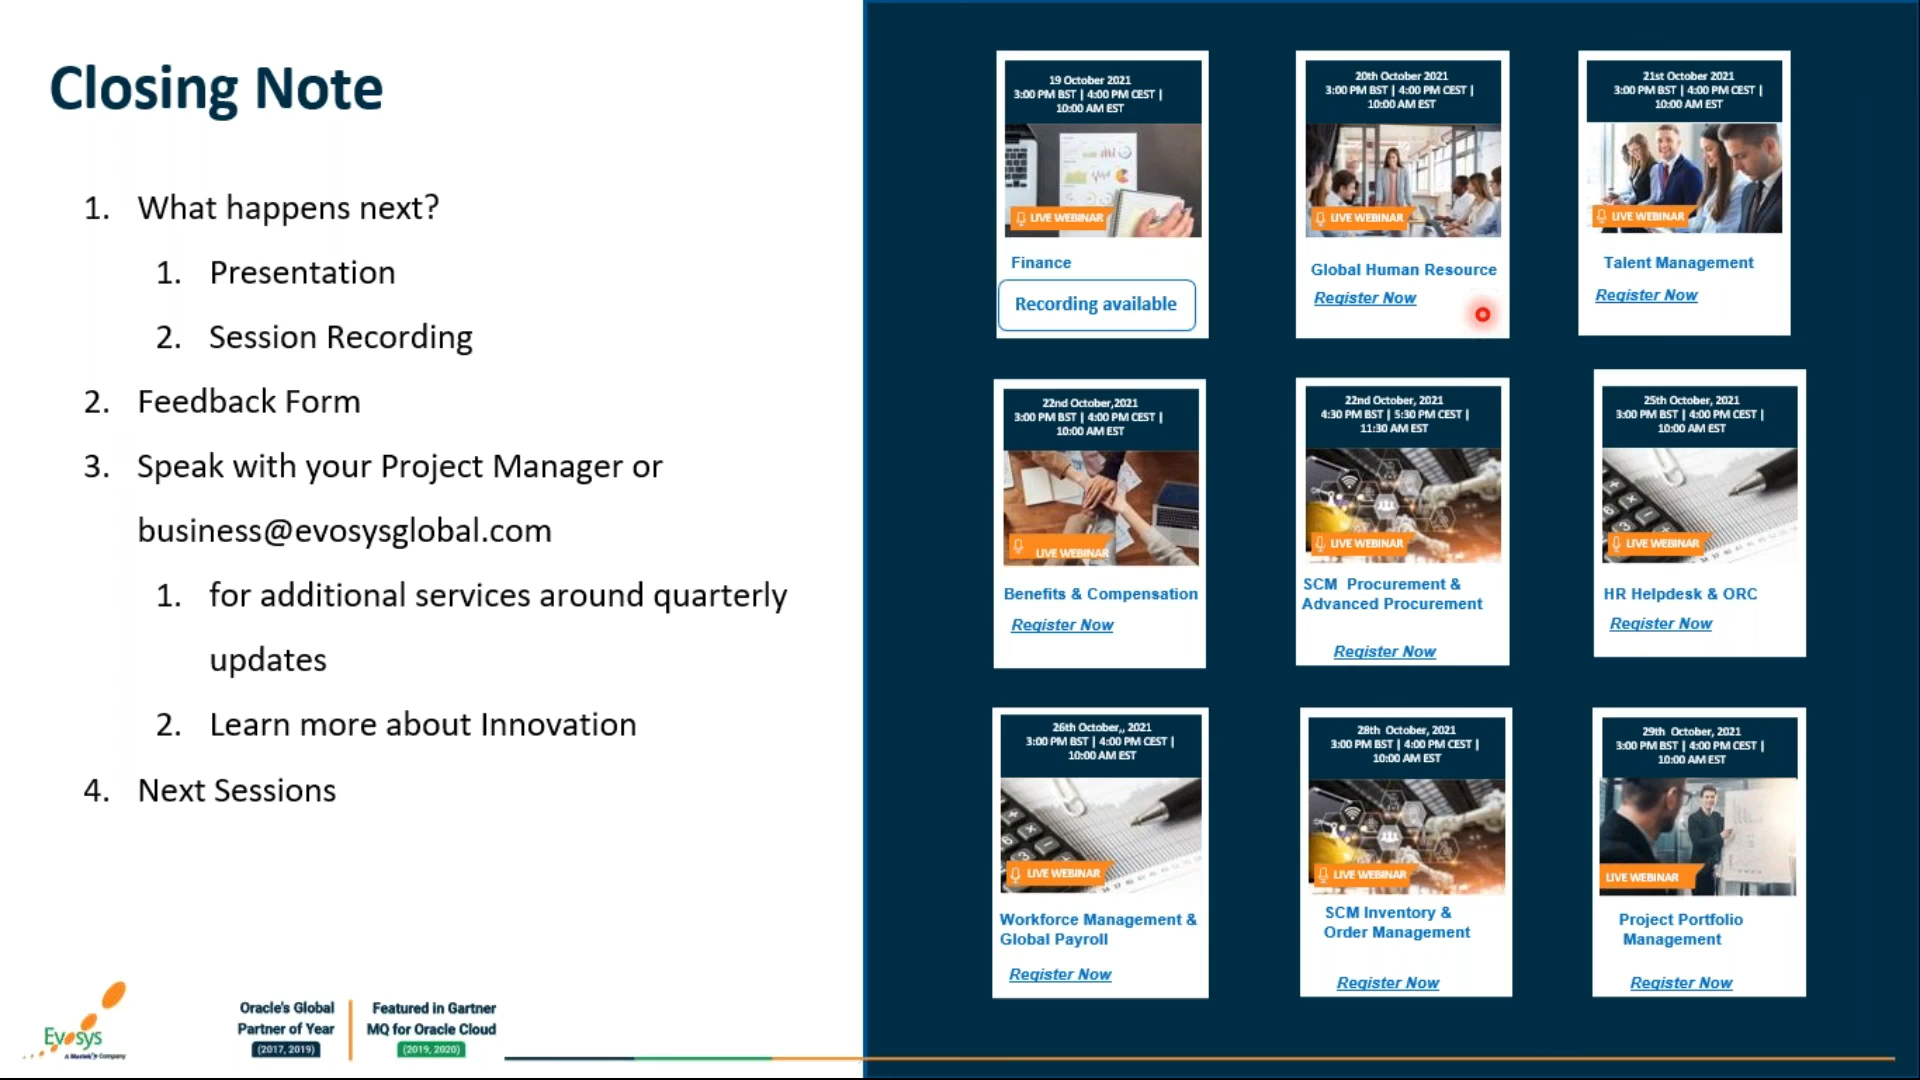 Closing Note
1. What happens next?
1. Presentation
2. Session Recording
2. Feedback Form
3. Speak with your Project Manager or
business@evosysglobal.com
1. for additional services around quarterly
updates
2. Learn more about Innovation
4. Next Sessions
19 October 2021
3:00 PM BST | 4:00 PM CEST |
10:00 AM EST
LIVE WEBINAR
Finance
Recording available
20th October 2021
3:00 PM BST | 4:00 PM CEST |
10:00 AM EST
LIVE WEBINAR
Global Human Resource
Register Now
21st October 2021
3:00 PM BST | 4:00 PM CEST |
10:00 AM EST
LIVE WEBINAR
Talent Management
Register Now
22nd October,2021
3:00 PM BST | 4:00 PM CEST |
10:00 AM EST
LIVE WEBINAR
Benefits & Compensation
Register Now
22nd October, 2021
4:30 PM BST | 5:30 PM CEST |
11:30 AM EST
LIVE WEBINAR
SCM Procurement &
Advanced Procurement
Register Now
25th October, 2021
3:00 PM BST | 4:00 PM CEST |
10:00 AM EST
LIVE WEBINAR
HR Helpdesk & ORC
Register Now
26th October,, 2021
3:00 PM BST | 4:00 PM CEST |
10:00 AM EST
LIVE WEBINAR
Workforce Management &
Global Payroll
Register Now
28th October, 2021
3:00 PM BST | 4:00 PM CEST |
10:00 AM EST
LIVE WEBINAR
SCM Inventory &
Order Management
Register Now
29th October, 2021
3:00 PM BST | 4:00 PM CEST |
10:00 AM EST
LIVE WEBINAR
Project Portfolio
Management
Register Now
Evosys
A Mastek Company
Oracle's Global
Partner of Year
(2017, 2019)
Featured in Gartner
MQ for Oracle Cloud
(2019, 2020)